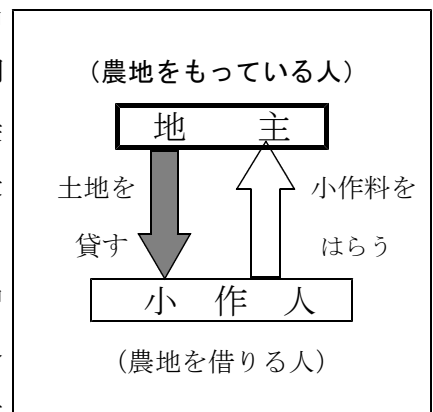 （農地をもっている人）
地　主
土地を
貸す
小作料を
はらう
小　作　人
（農地を借りる人）